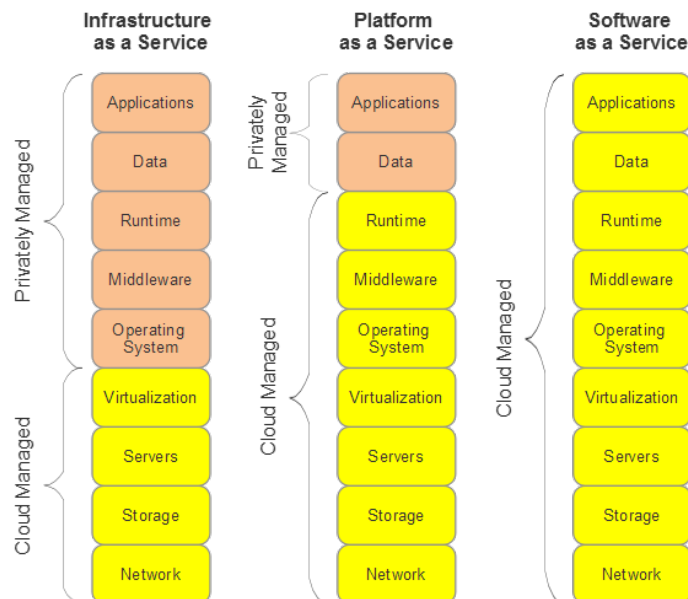 Infrastructure
as a Service
Privately Managed
Cloud Managed
Applications
Data
Runtime
Middleware
Operating
System
Virtualization
Servers
Storage
Network
Platform
as a Service
Privately
Managed
Cloud Managed
Applications
Data
Runtime
Middleware
Operating
System
Virtualization
Servers
Storage
Network
Software
as a Service
Cloud Managed
Applications
Data
Runtime
Middleware
Operating
System
Virtualization
Servers
Storage
Network